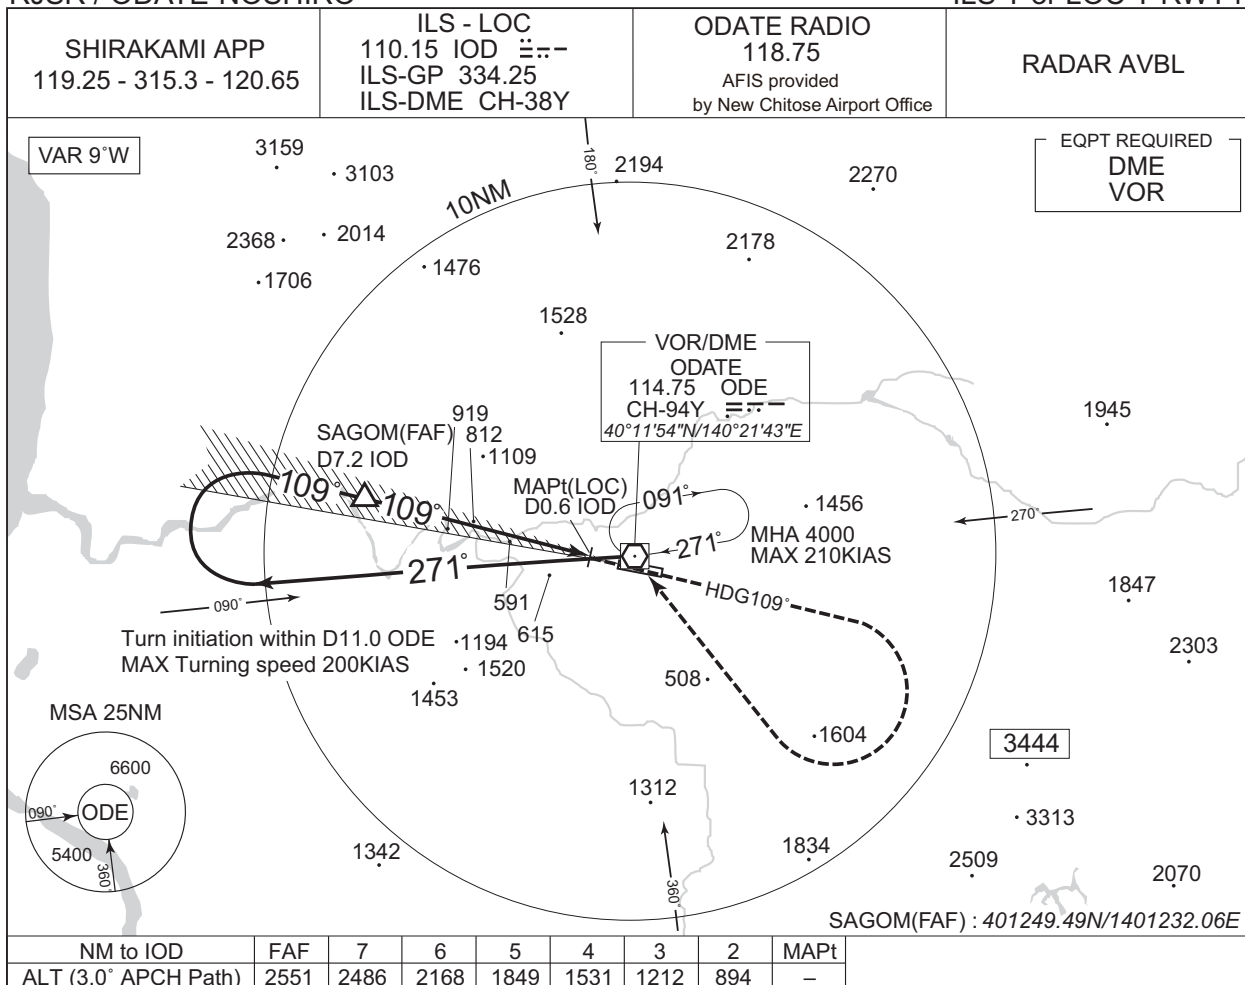 SHIRAKAMI APP
119.25 - 315.3 - 120.65
ILS - LOC
110.15 IOD
ILS-GP 334.25
ILS-DME CH-38Y
ODATE RADIO
118.75
AFIS provided
by New Chitose Airport Office
RADAR AVBL
VAR 9°W
EQPT REQUIRED
DME
VOR
3159
3103
180°
2194
2270
10NM
2368
2014
2178
1706
1476
1528
VOR/DME
ODATE
114.75 ODE
CH-94Y
40°11'54"N/140°21'43"E
1945
919
SAGOM(FAF)
812
D7.2 IOD
1109
MAPt(LOC)
D0.6 IOD
109°
109°
091°
1456
270°
MHA 4000
MAX 210KIAS
271°
271°
HDG109°
090°
591
615
1847
Turn initiation within D11.0 ODE
MAX Turning speed 200KIAS
1194
1520
1453
2303
508
MSA 25NM
1604
3444
6600
090°
ODE
5400
360°
1312
3313
1342
1834
360°
2509
2070
SAGOM(FAF) : 401249.49N/1401232.06E
NM to IOD FAF 7 6 5 4 3 2 MAPt
ALT (3.0° APCH Path) 2551 2486 2168 1849 1531 1212 894 –